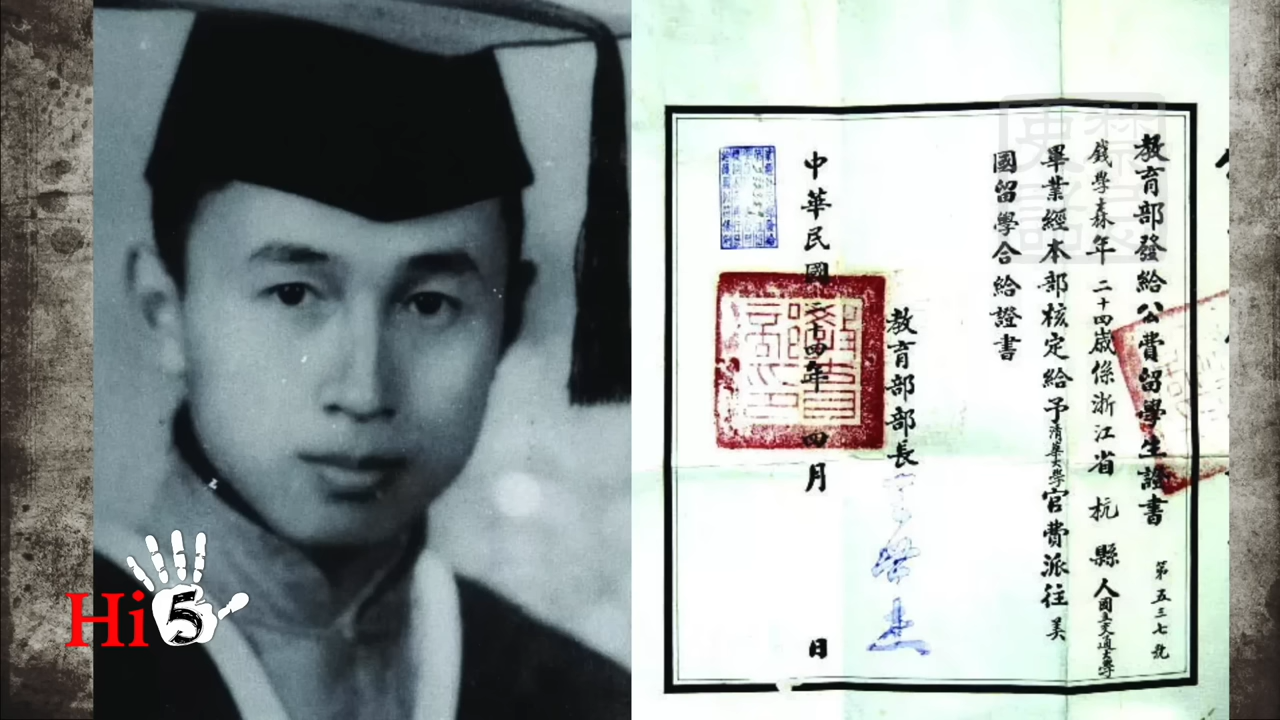 教育部發給公費留學生證書
第五三七號
錢學森年二十四歲係浙江省杭縣人國立交通大學
畢業經本部核定給予清華大學官費派往美
國留學合給證書
教育部部長
中華民國二十四年四月 日
Hi5